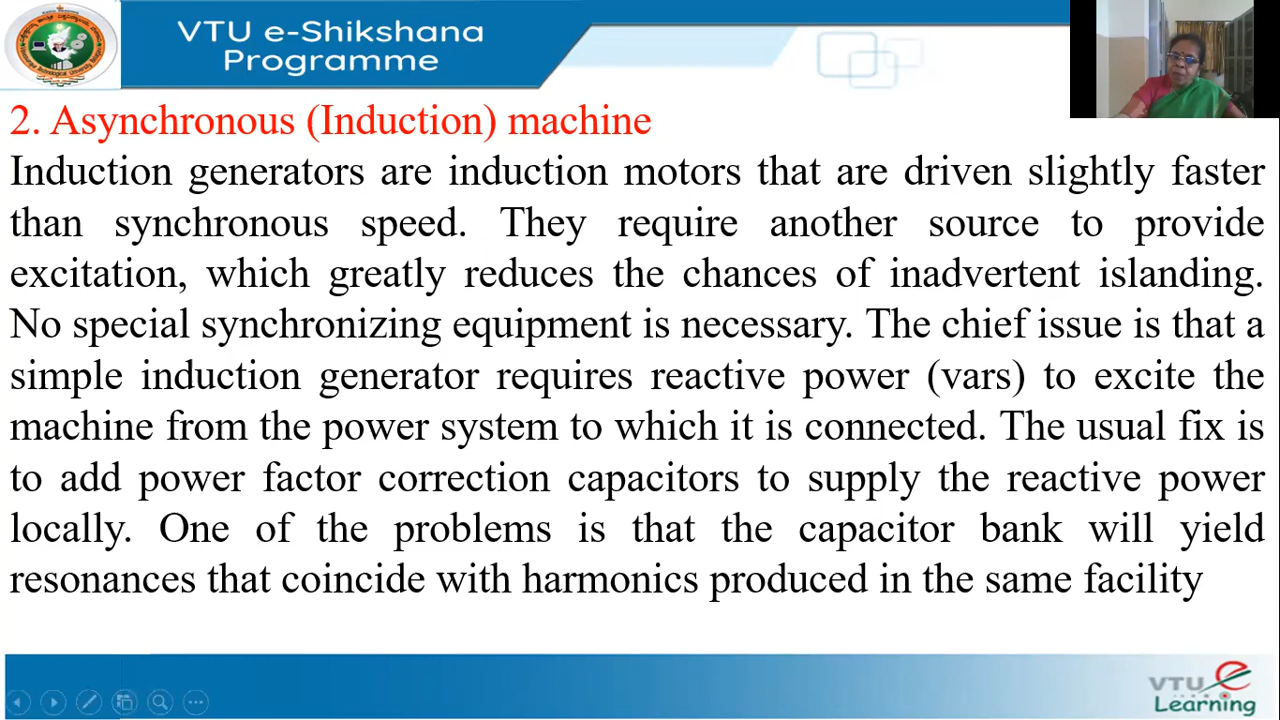 VTU e-Shikshana
Programme
2. Asynchronous (Induction) machine
Induction generators are induction motors that are driven slightly faster
than synchronous speed. They require another source to provide
excitation, which greatly reduces the chances of inadvertent islanding.
No special synchronizing equipment is necessary. The chief issue is that a
simple induction generator requires reactive power (vars) to excite the
machine from the power system to which it is connected. The usual fix is
to add power factor correction capacitors to supply the reactive power
locally. One of the problems is that the capacitor bank will yield
resonances that coincide with harmonics produced in the same facility
VTU e
Learning